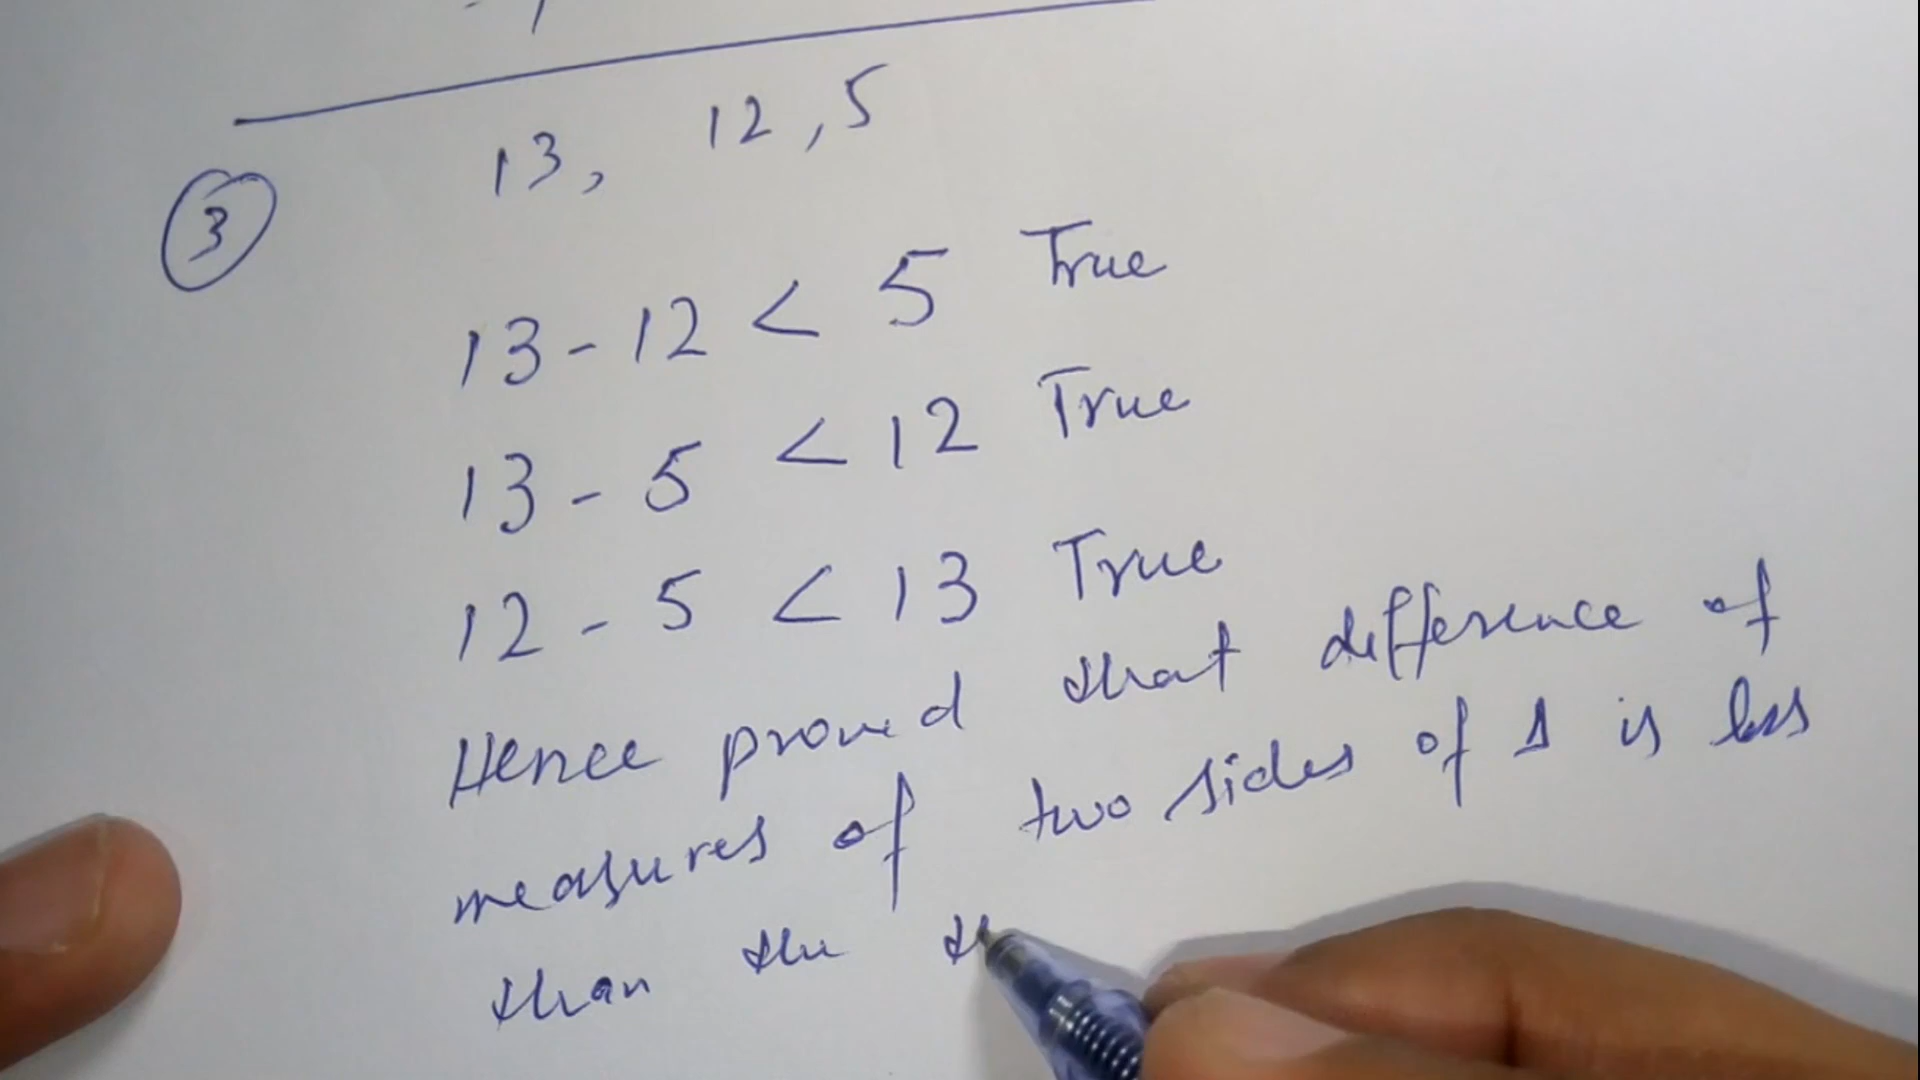 13, 12, 5
3
13 - 12 < 5 True
13 - 5 < 12 True
12 - 5 < 13 True
Hence proved that difference of
measures of two sides of Δ is less
than the th